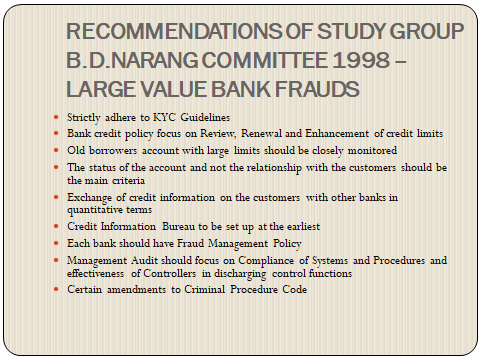 RECOMMENDATIONS OF STUDY GROUP
B.D.NARANG COMMITTEE 1998 –
LARGE VALUE BANK FRAUDS
• Strictly adhere to KYC Guidelines
• Bank credit policy focus on Review, Renewal and Enhancement of credit limits
• Old borrowers account with large limits should be closely monitored
• The status of the account and not the relationship with the customers should be
the main criteria
• Exchange of credit information on the customers with other banks in
quantitative terms
• Credit Information Bureau to be set up at the earliest
• Each bank should have Fraud Management Policy
• Management Audit should focus on Compliance of Systems and Procedures and
effectiveness of Controllers in discharging control functions
• Certain amendments to Criminal Procedure Code